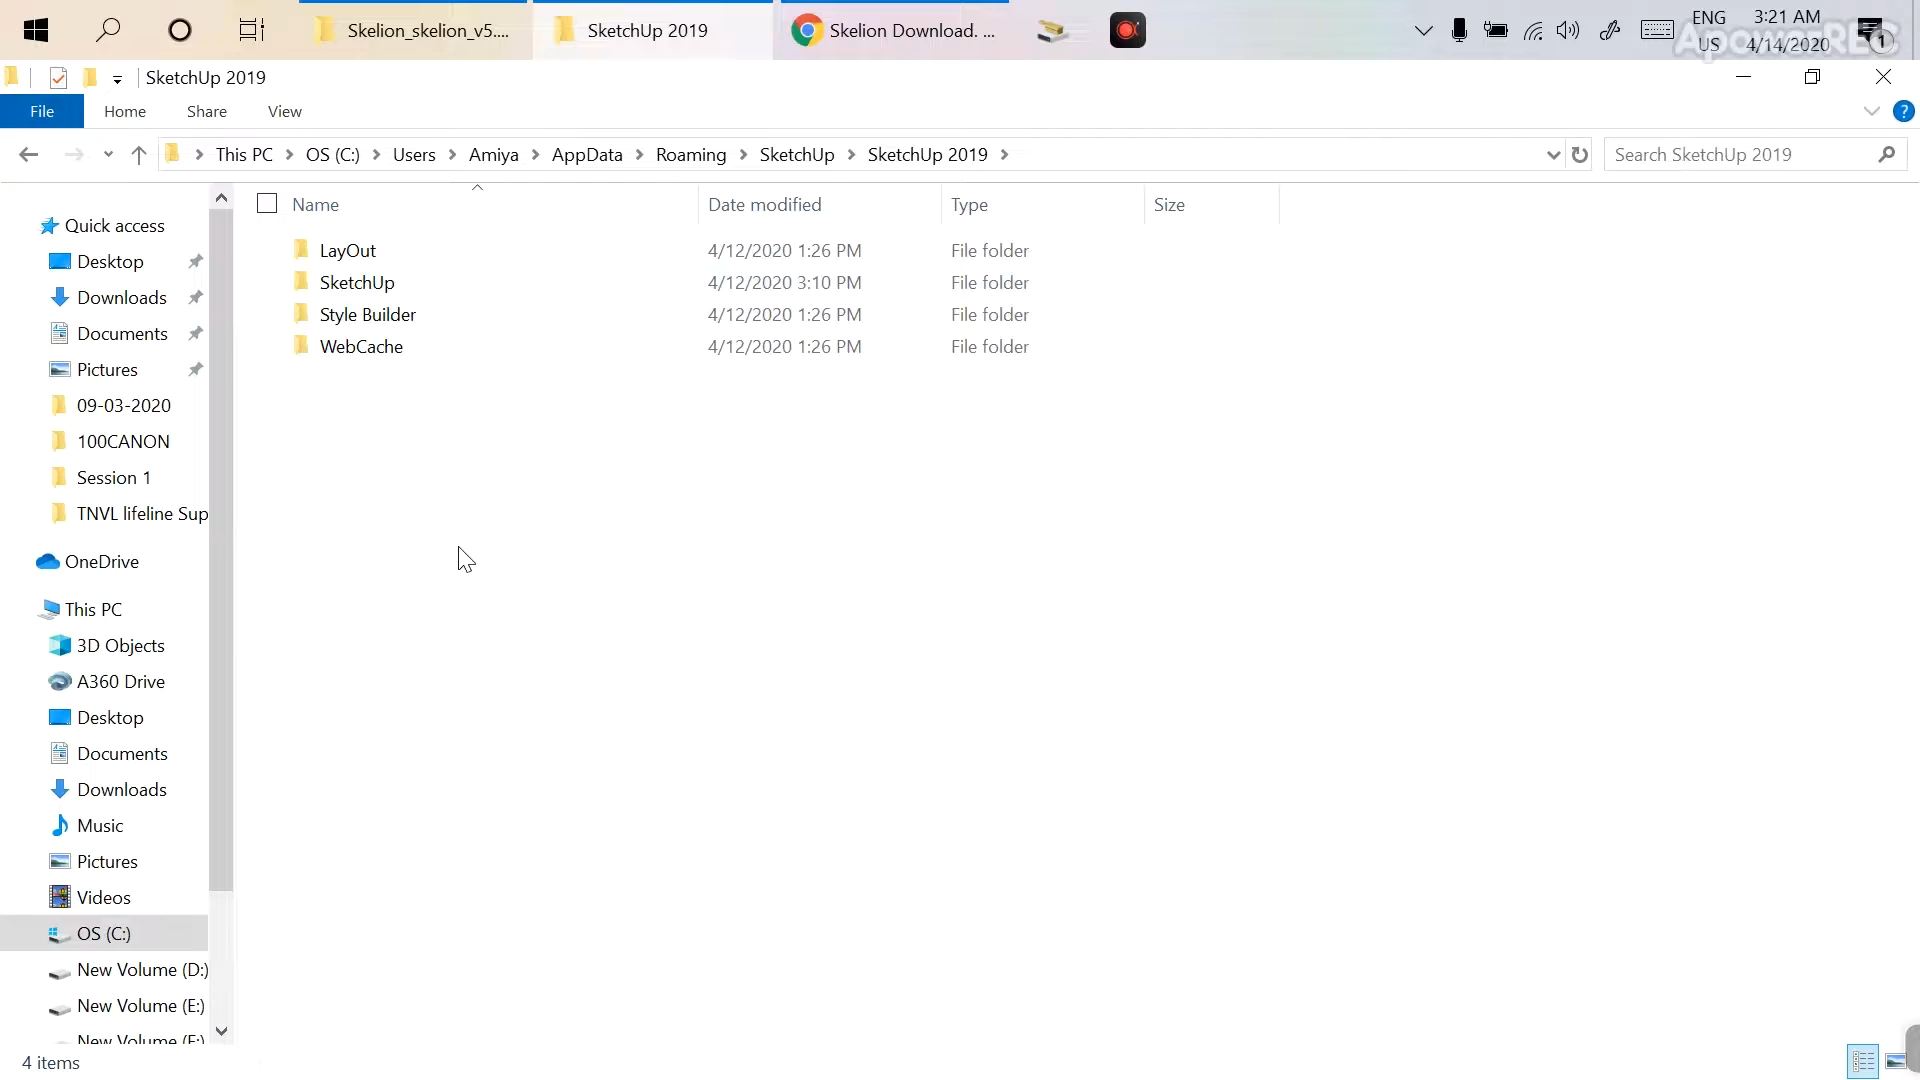 Skelion_skelion_v5....
SketchUp 2019
Skelion Download. ...
ENG
US
3:21 AM
4/14/2020
1
ApowerREC
SketchUp 2019
File
Home
Share
View
?
This PC
OS (C:)
Users
Amiya
AppData
Roaming
SketchUp
SketchUp 2019
Search SketchUp 2019
Name
Date modified
Type
Size
LayOut 4/12/2020 1:26 PM File folder
SketchUp 4/12/2020 3:10 PM File folder
Style Builder 4/12/2020 1:26 PM File folder
WebCache 4/12/2020 1:26 PM File folder
Quick access
Desktop
Downloads
Documents
Pictures
09-03-2020
100CANON
Session 1
TNVL lifeline Sup
OneDrive
This PC
3D Objects
A360 Drive
Desktop
Documents
Downloads
Music
Pictures
Videos
OS (C:)
New Volume (D:)
New Volume (E:)
New Volume (F:)
4 items